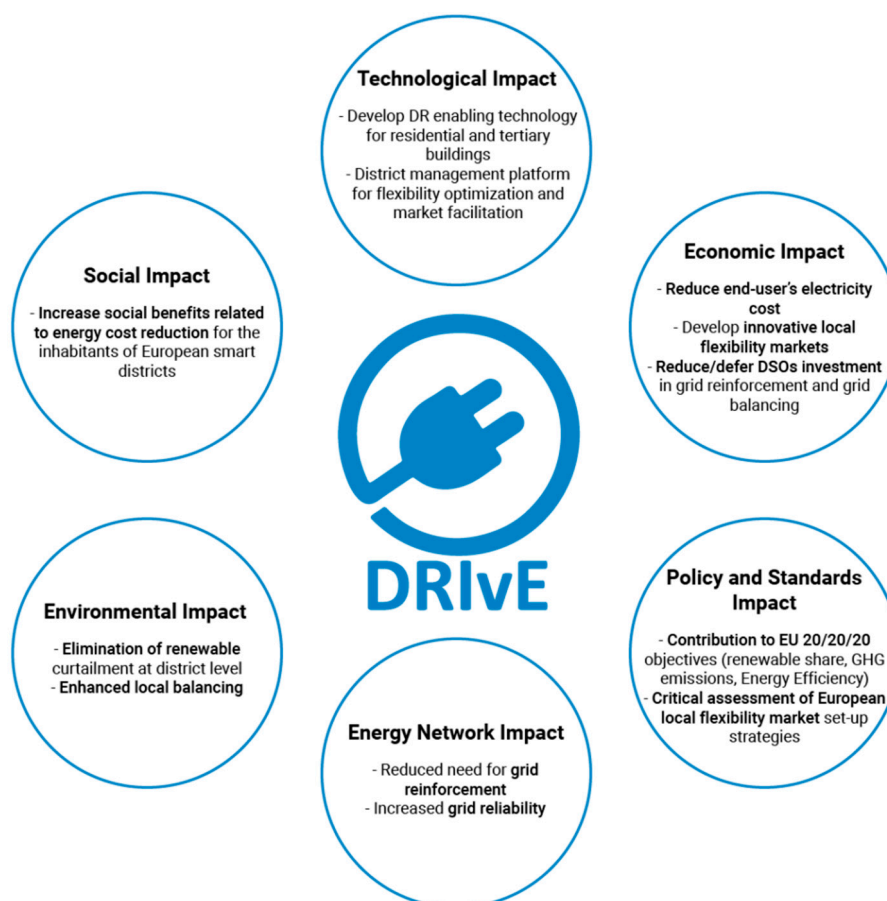 Technological Impact
- Develop DR enabling technology
for residential and tertiary
buildings
- District management platform
for flexibility optimization and
market facilitation
Social Impact
- Increase social benefits related
to energy cost reduction for the
inhabitants of European smart
districts
Economic Impact
- Reduce end-user's electricity
cost
- Develop innovative local
flexibility markets
- Reduce/defer DSOs investment
in grid reinforcement and grid
balancing
DRIvE
Environmental Impact
- Elimination of renewable
curtailment at district level
- Enhanced local balancing
Policy and Standards
Impact
- Contribution to EU 20/20/20
objectives (renewable share, GHG
emissions, Energy Efficiency)
- Critical assessment of European
local flexibility market set-up
strategies
Energy Network Impact
- Reduced need for grid
reinforcement
- Increased grid reliability